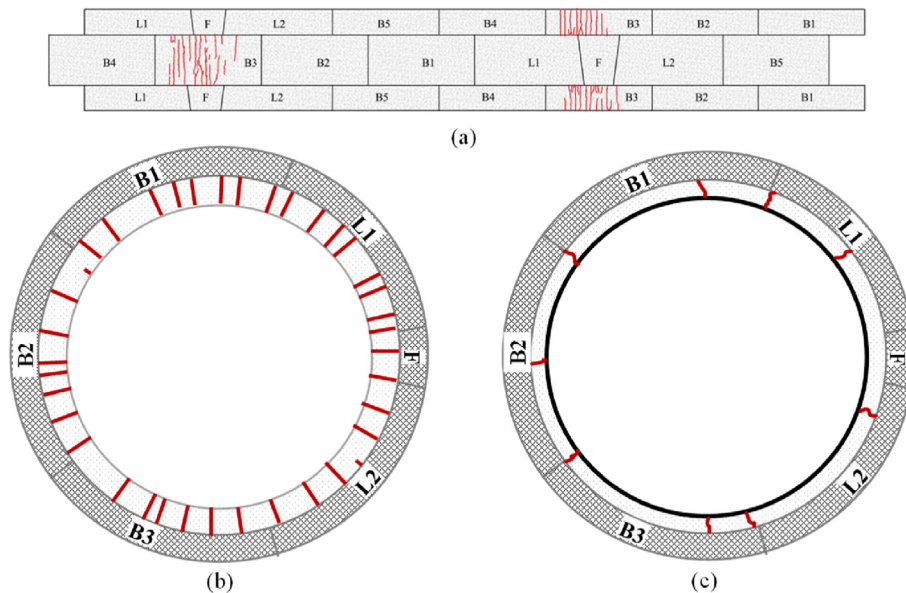 L1 F L2 B5 B4 B3 B2 B1
B4 B3 B2 B1 L1 F L2 B5
L1 F L2 B5 B4 B3 B2 B1
(a)
B1 L1 F L2 B3 B2
B1 L1 F L2 B3 B2
(b) (c)